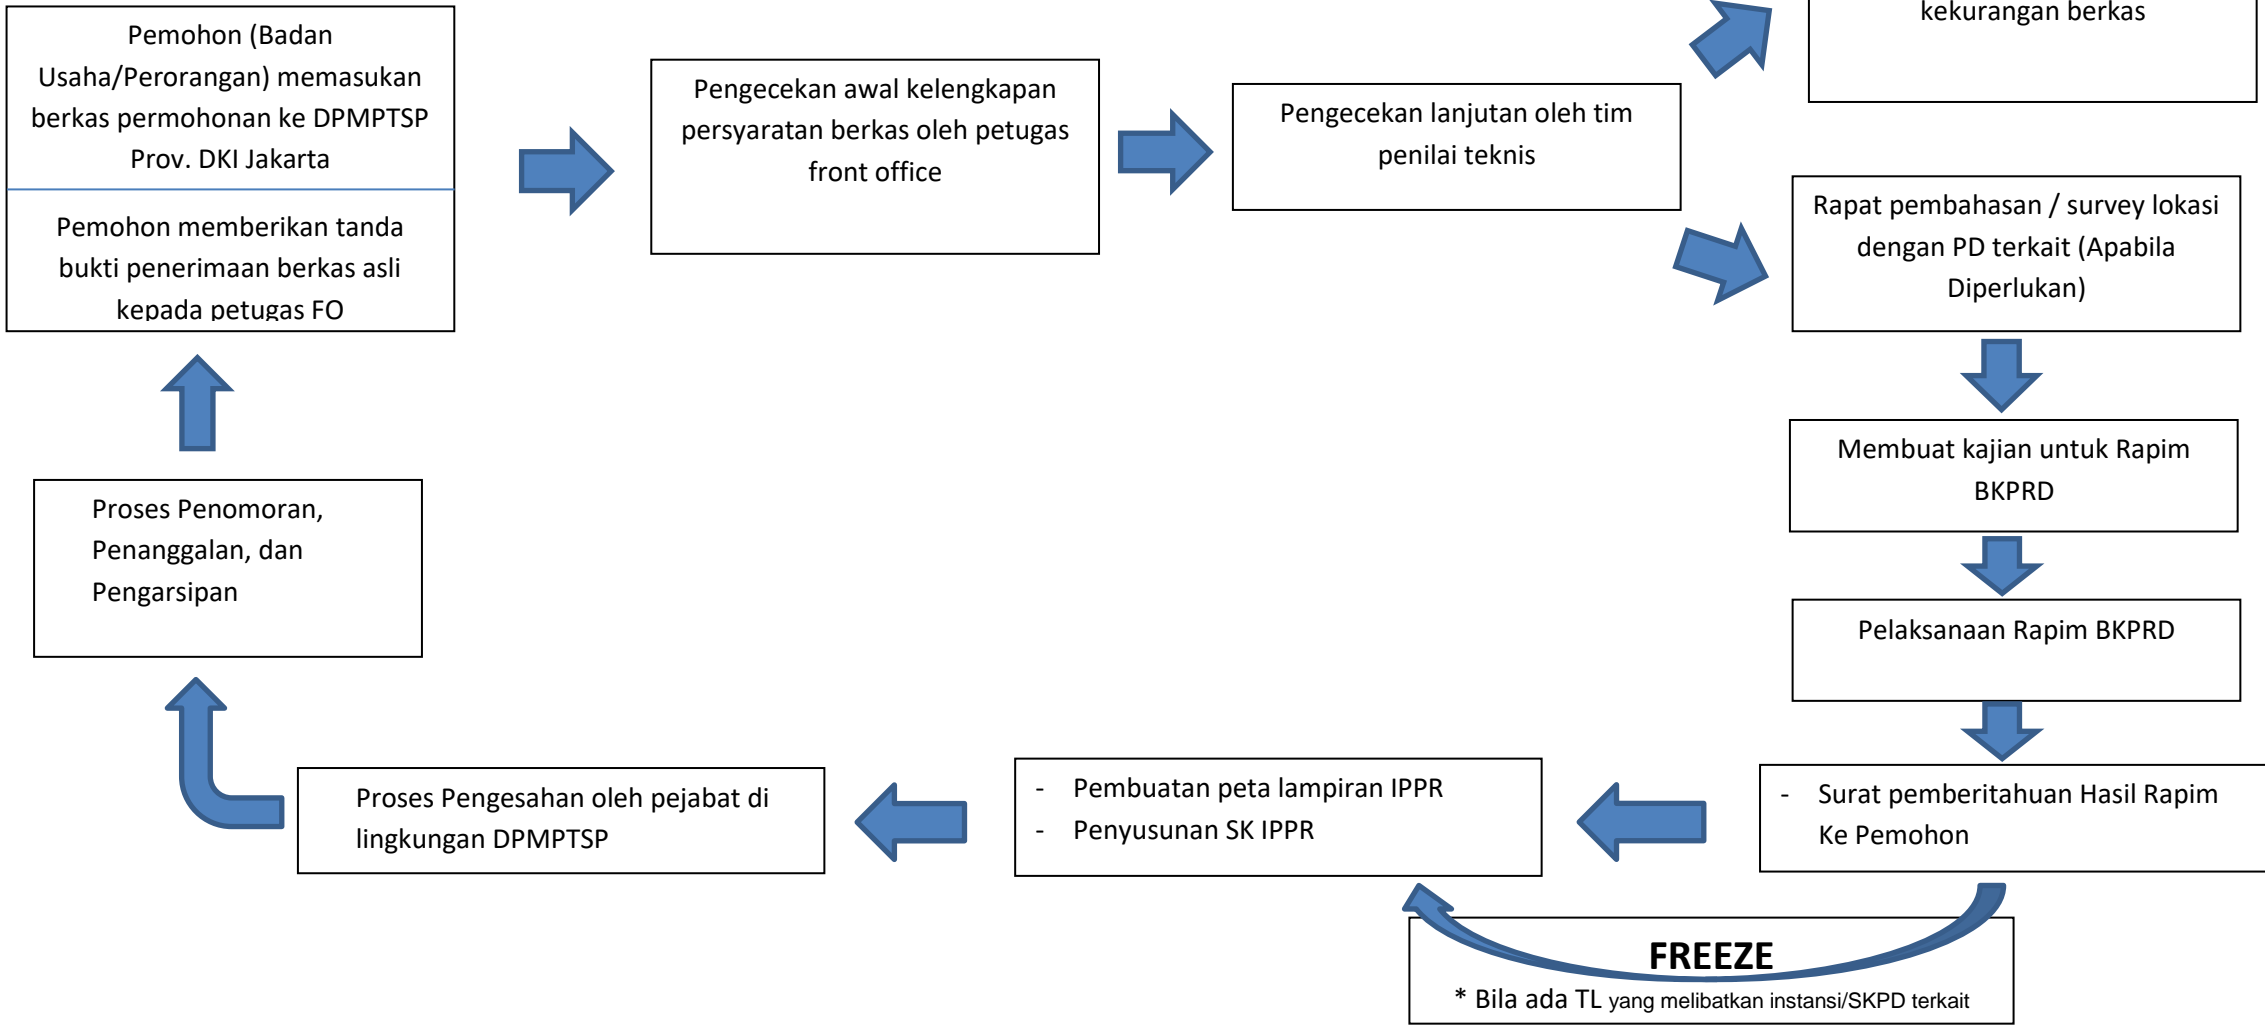 Pemohon (Badan
Usaha/Perorangan) memasukan
berkas permohonan ke DPMPTSP
Prov. DKI Jakarta
Pemohon memberikan tanda
bukti penerimaan berkas asli
kepada petugas FO
Pengecekan awal kelengkapan
persyaratan berkas oleh petugas
front office
Pengecekan lanjutan oleh tim
penilai teknis
kekurangan berkas
Rapat pembahasan / survey lokasi
dengan PD terkait (Apabila
Diperlukan)
Membuat kajian untuk Rapim
BKPRD
Pelaksanaan Rapim BKPRD
- Surat pemberitahuan Hasil Rapim
Ke Pemohon
FREEZE
* Bila ada TL yang melibatkan instansi/SKPD terkait
- Pembuatan peta lampiran IPPR
- Penyusunan SK IPPR
Proses Pengesahan oleh pejabat di
lingkungan DPMPTSP
Proses Penomoran,
Penanggalan, dan
Pengarsipan